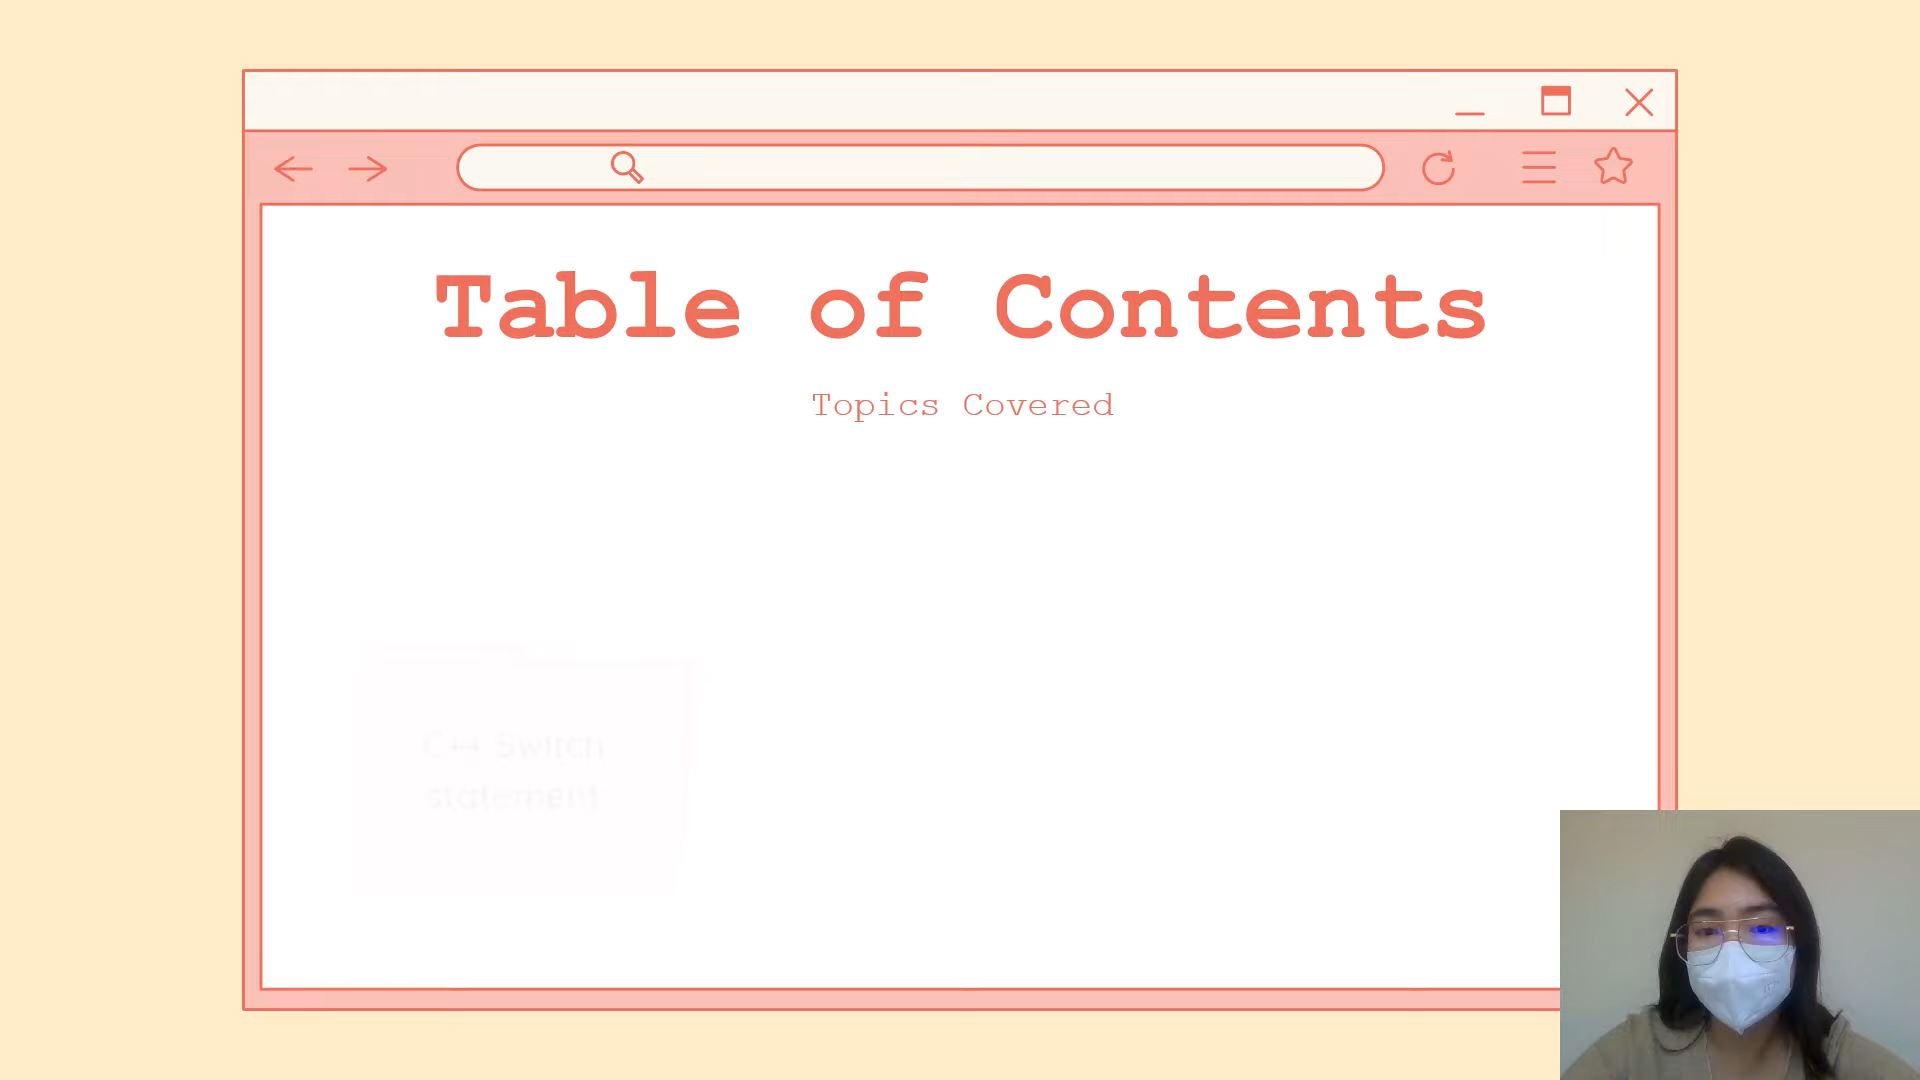 Table of Contents
Topics Covered
C++ Switch
statement